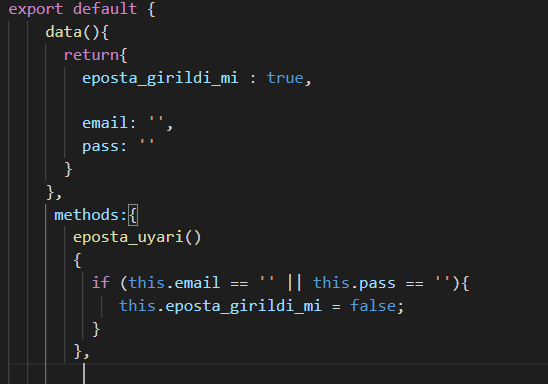 export default {
data(){
return{
eposta_girildi_mi : true,
email: '',
pass: ''
}
},
methods:{
eposta_uyari()
{
if (this.email == '' || this.pass == ''){
this.eposta_girildi_mi = false;
}
},